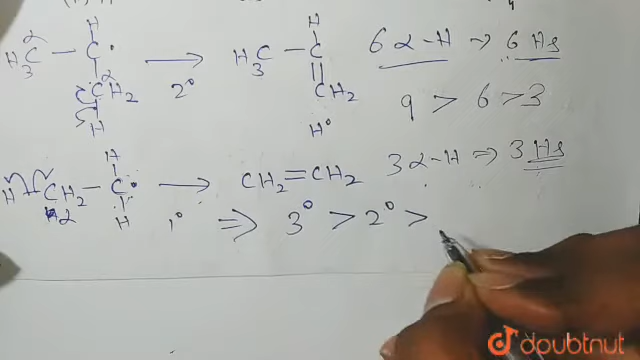 H
H₃C α — C• ⟶ H₃C — C 6 α-H ⇒ 6 Hs
α CH₂ 2° CH₂
H H• 9 > 6 > 3
H
H CH₂ — C• ⟶ CH₂=CH₂ 3α-H ⇒ 3 Hs
α H 1° ⇒ 3° > 2° >
doubtnut